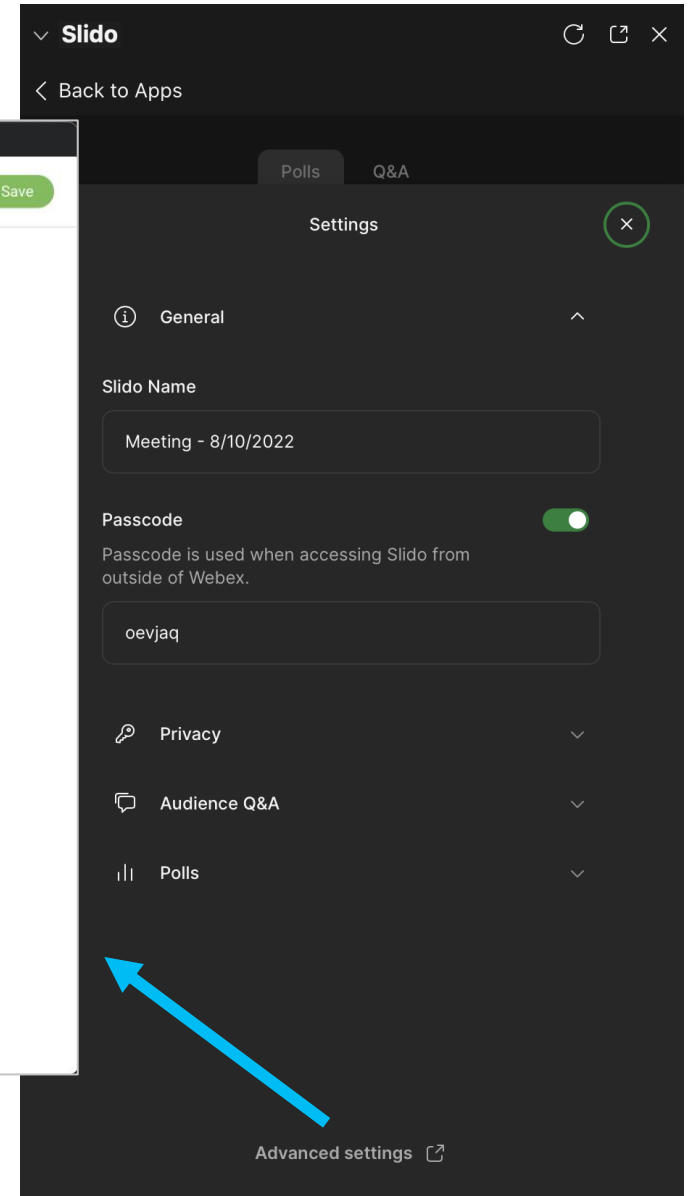 Slido
Back to Apps
Polls Q&A
Save
Settings
General
Slido Name
Meeting - 8/10/2022
Passcode
Passcode is used when accessing Slido from
outside of Webex.
oevjaq
Privacy
Audience Q&A
Polls
Advanced settings